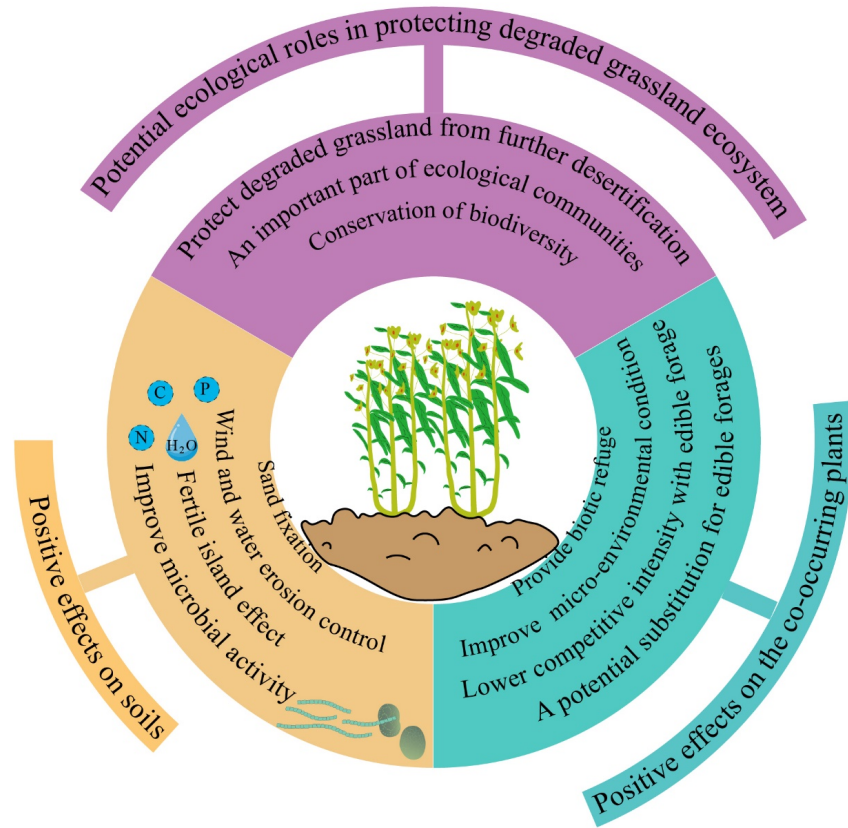 Potential ecological roles in protecting degraded grassland ecosystem
Protect degraded grassland from further desertification
An important part of ecological communities
Conservation of biodiversity
C
P
N
H₂O
Sand fixation
Wind and water erosion control
Fertile island effect
Improve microbial activity
Positive effects on soils
Provide biotic refuge
Improve micro-environmental condition
Lower competitive intensity with edible forage
A potential substitution for edible forages
Positive effects on the co-occurring plants